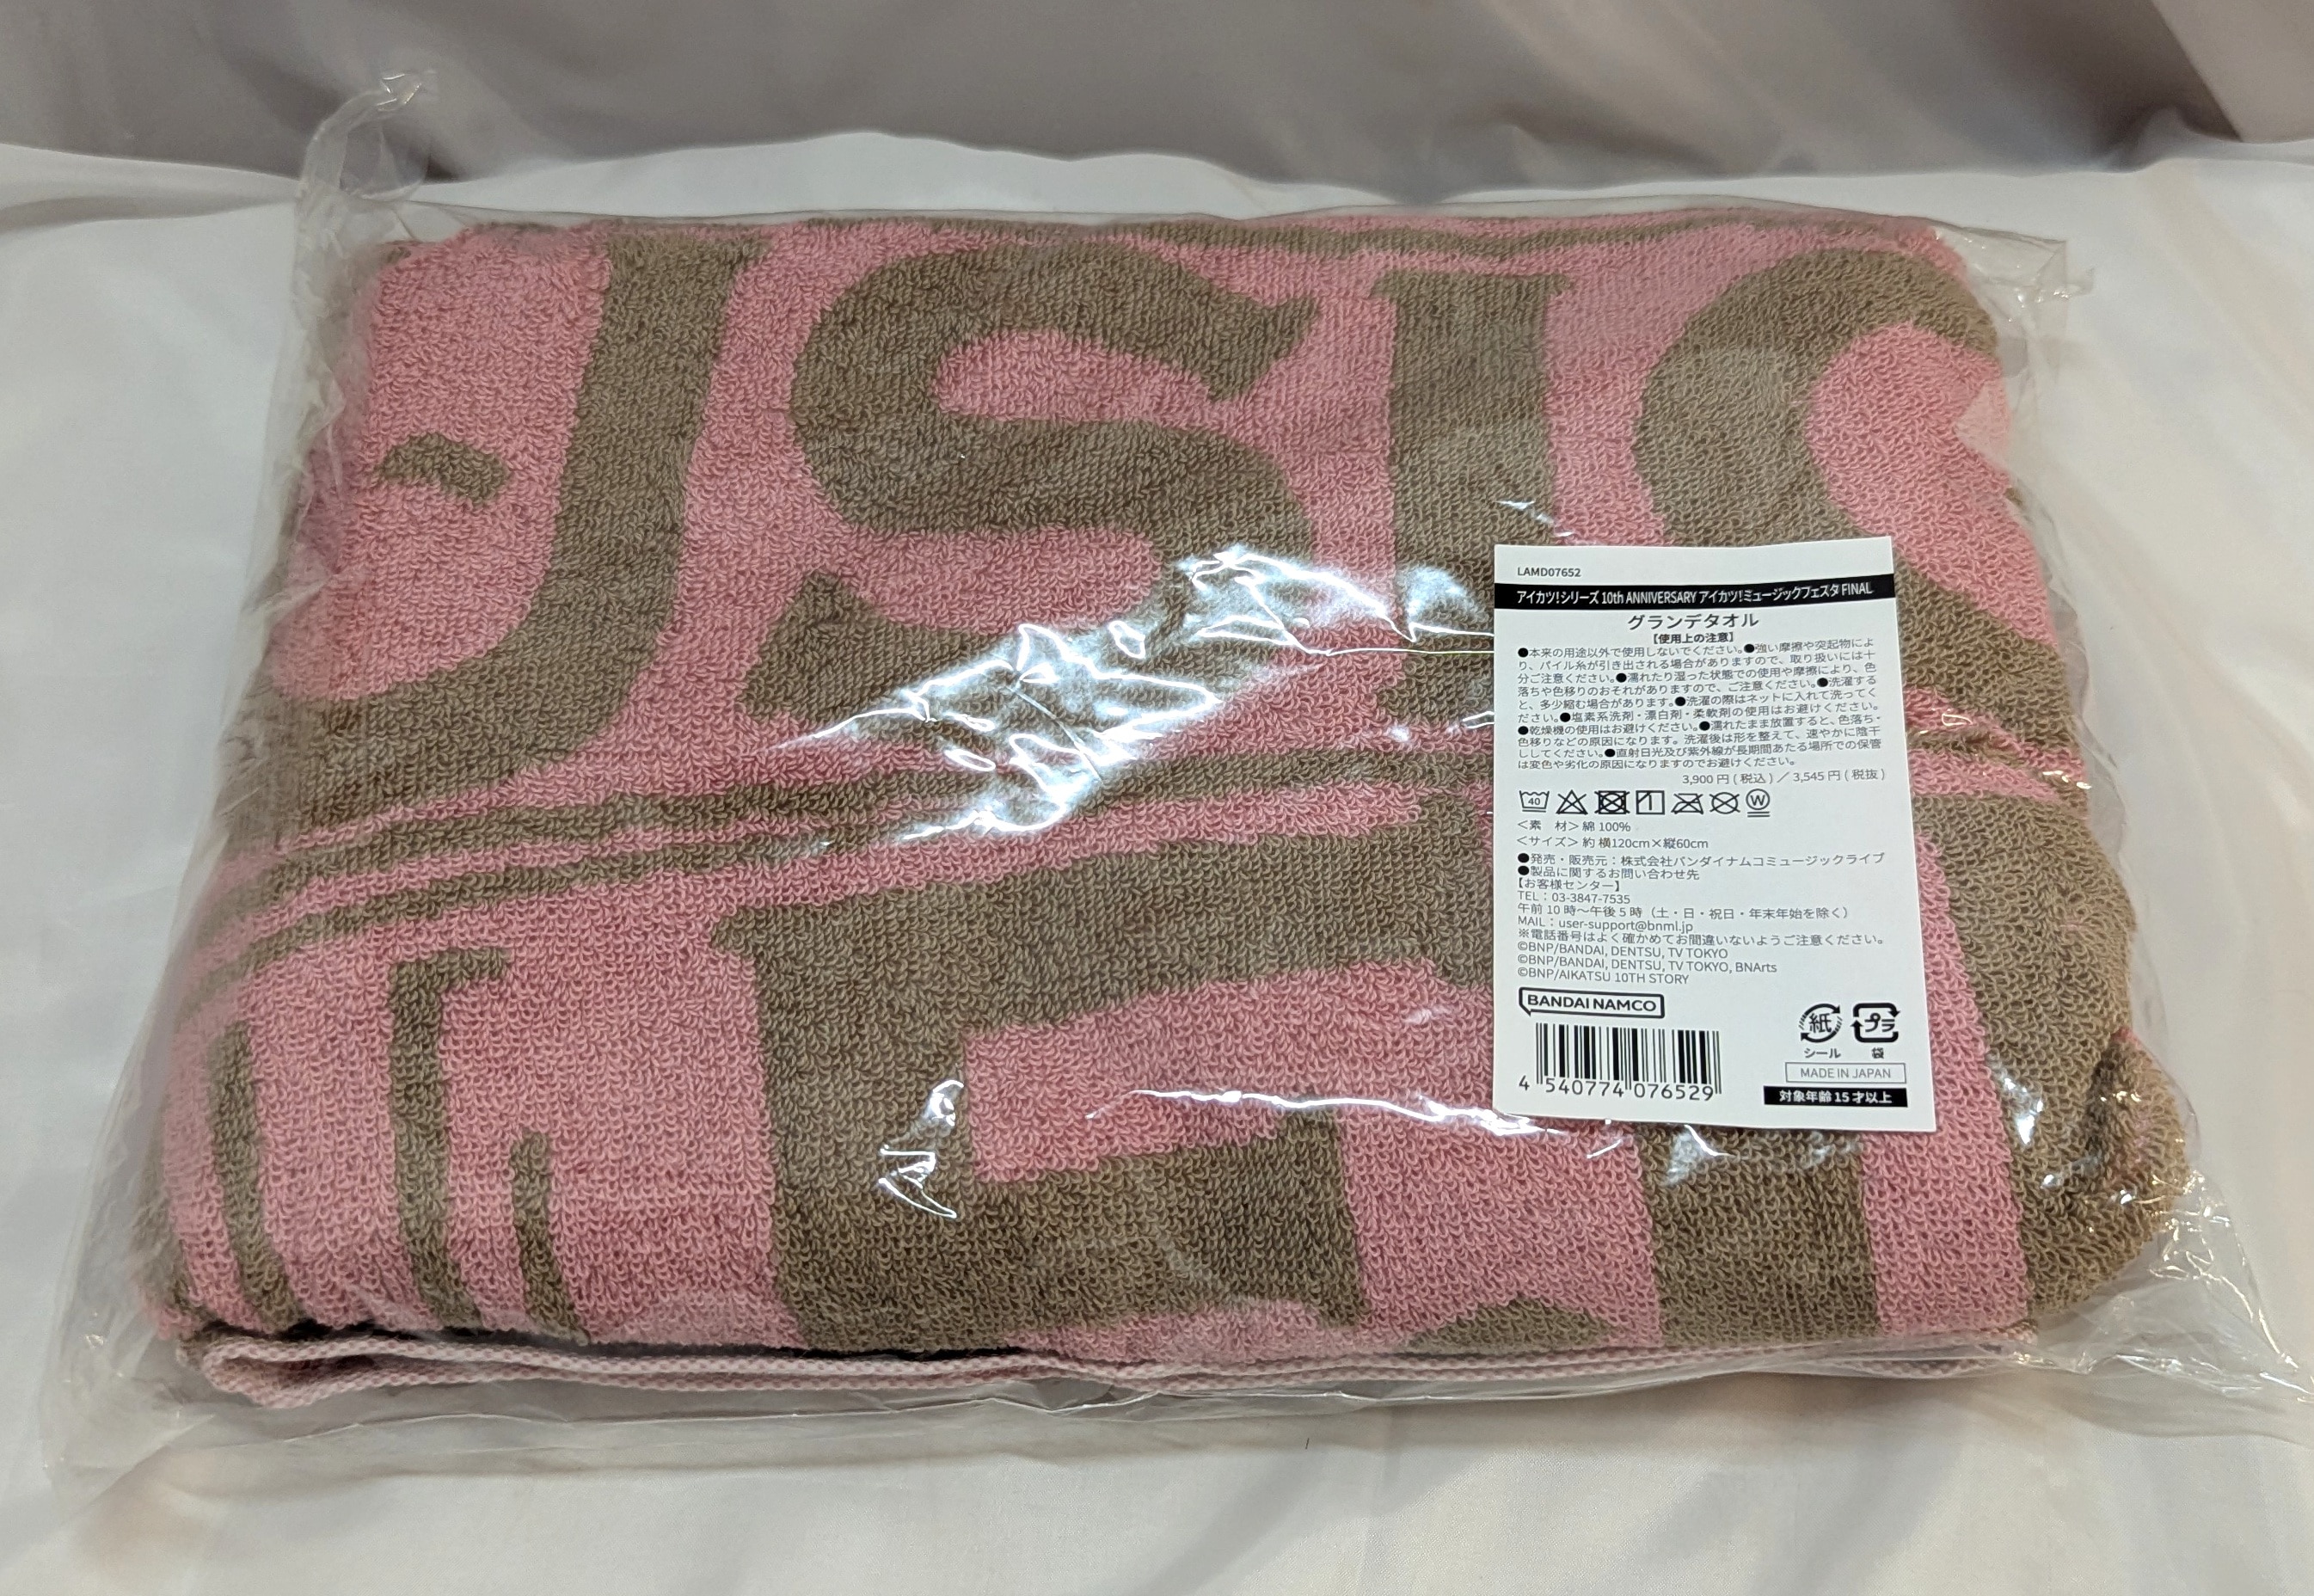 USIC
FE
LAMD07652
アイカツ!シリーズ 10th ANNIVERSARY アイカツ!ミュージックフェスタ FINAL
グランデタオル
【使用上の注意】
●本来の用途以外で使用しないでください。●強い摩擦や突起物によ
り、パイル糸が引き出される場合がありますので、取り扱いには十
分ご注意ください。●濡れたり湿った状態での使用や摩擦により、色
落ちや色移りのおそれがありますので、ご注意ください。●洗濯する
と、多少縮む場合があります。●洗濯の際はネットに入れて洗ってく
ださい。●塩素系洗剤・漂白剤・柔軟剤の使用はお避けください。
●乾燥機の使用はお避けください。●濡れたまま放置すると、色落ち・
色移りなどの原因になります。洗濯後は形を整えて、速やかに陰干
ししてください。●直射日光及び紫外線が長期間あたる場所での保管
は変色や劣化の原因になりますのでお避けください。
3,900 円 ( 税込 ) / 3,545 円 ( 税抜 )
40 W
＜素　材＞綿 100%
＜サイズ＞約 横120cm×縦60cm
●発売・販売元：株式会社バンダイナムコミュージックライブ
●製品に関するお問い合わせ先
【お客様センター】
TEL：03-3847-7535
午前 10 時～午後 5 時（土・日・祝日・年末年始を除く）
MAIL：user-support@bnml.jp
※電話番号はよく確かめてお間違いないようご注意ください。
©BNP/BANDAI, DENTSU, TV TOKYO
©BNP/BANDAI, DENTSU, TV TOKYO, BNArts
©BNP/AIKATSU 10TH STORY
BANDAI NAMCO
紙 プラ
シール 袋
MADE IN JAPAN
4 540774 076529
対象年齢 15 才以上